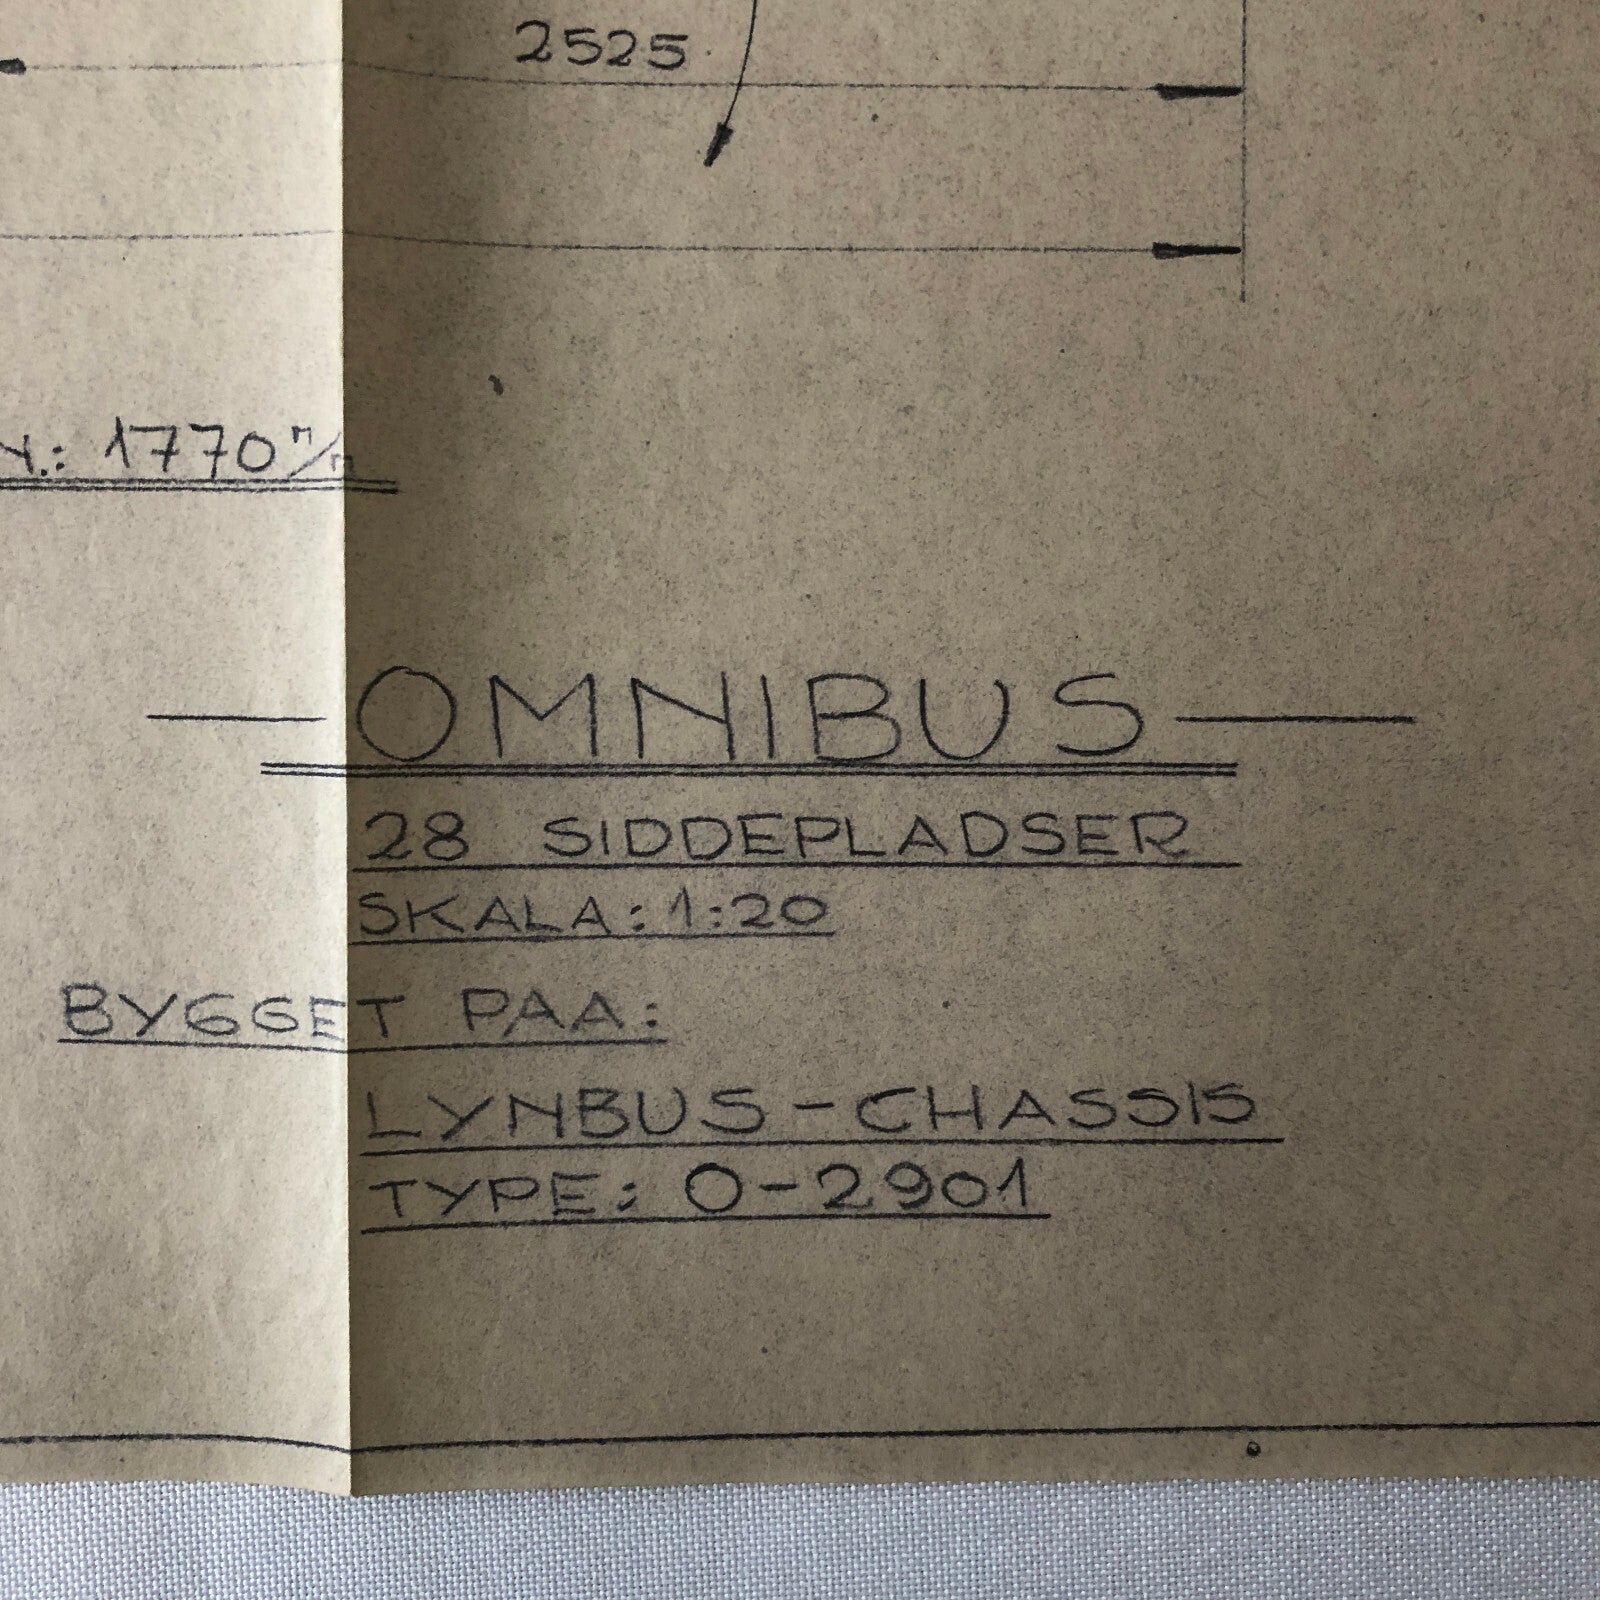 2525
1770 m/m
OMNIBUS
28 SIDDEPLADSER
SKALA: 1:20
BYGGET PAA:
LYNBUS-CHASSIS
TYPE: O-2901